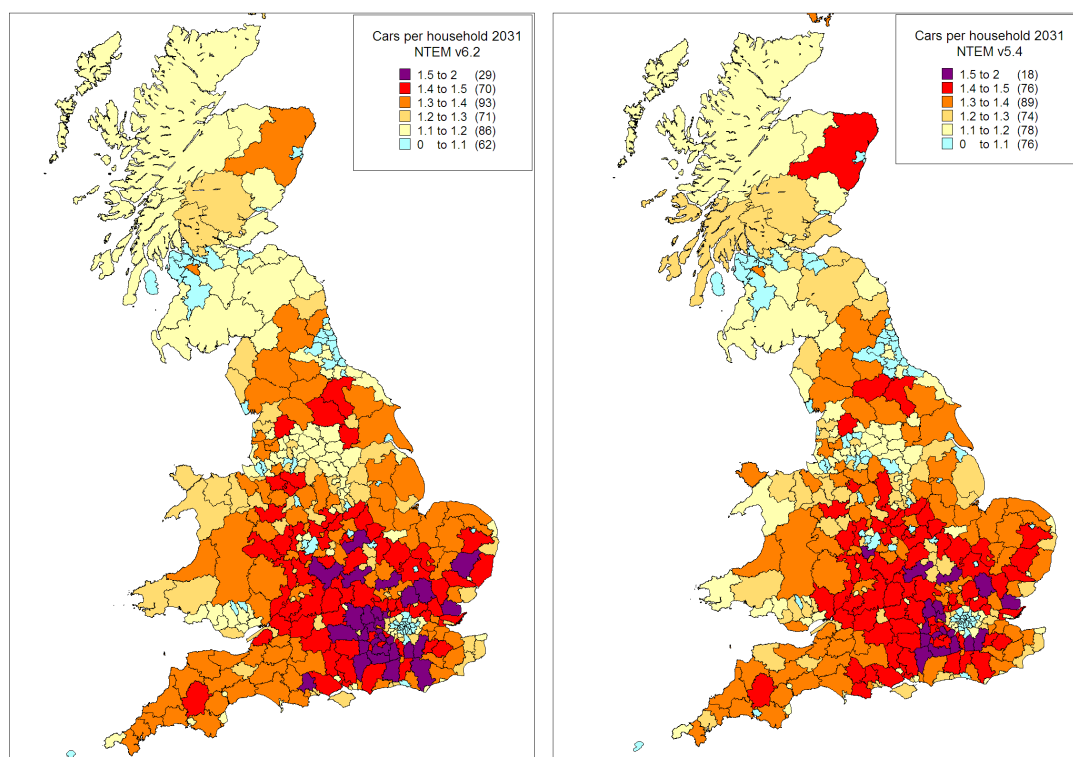 Cars per household 2031
NTEM v6.2
1.5 to 2 (29)
1.4 to 1.5 (70)
1.3 to 1.4 (93)
1.2 to 1.3 (71)
1.1 to 1.2 (86)
0 to 1.1 (62)
Cars per household 2031
NTEM v5.4
1.5 to 2 (18)
1.4 to 1.5 (76)
1.3 to 1.4 (89)
1.2 to 1.3 (74)
1.1 to 1.2 (78)
0 to 1.1 (76)